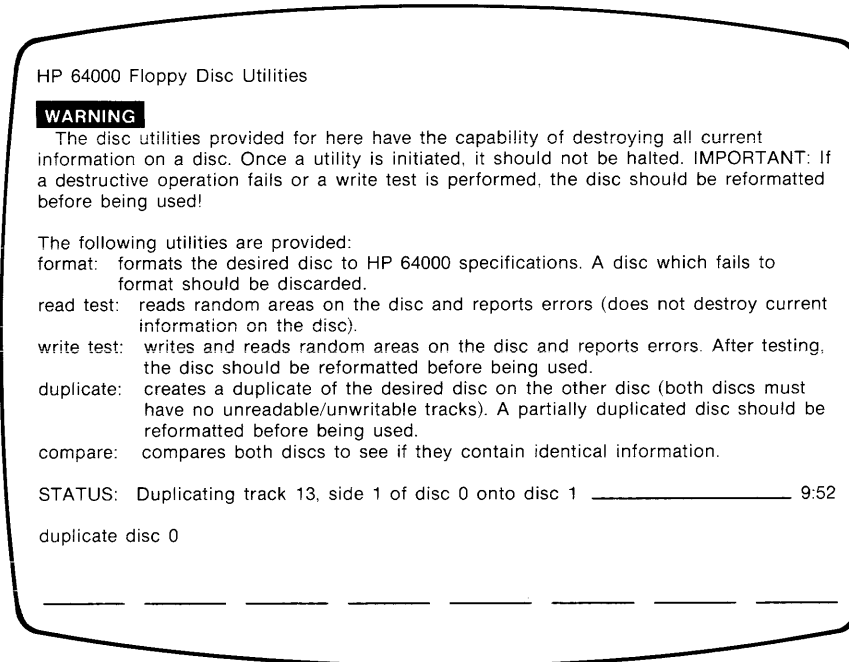 HP 64000 Floppy Disc Utilities
WARNING
The disc utilities provided for here have the capability of destroying all current
information on a disc. Once a utility is initiated, it should not be halted. IMPORTANT: If
a destructive operation fails or a write test is performed, the disc should be reformatted
before being used!
The following utilities are provided:
format: formats the desired disc to HP 64000 specifications. A disc which fails to
format should be discarded.
read test: reads random areas on the disc and reports errors (does not destroy current
information on the disc).
write test: writes and reads random areas on the disc and reports errors. After testing,
the disc should be reformatted before being used.
duplicate: creates a duplicate of the desired disc on the other disc (both discs must
have no unreadable/unwritable tracks). A partially duplicated disc should be
reformatted before being used.
compare: compares both discs to see if they contain identical information.
STATUS: Duplicating track 13, side 1 of disc 0 onto disc 1 ________________ 9:52
duplicate disc 0